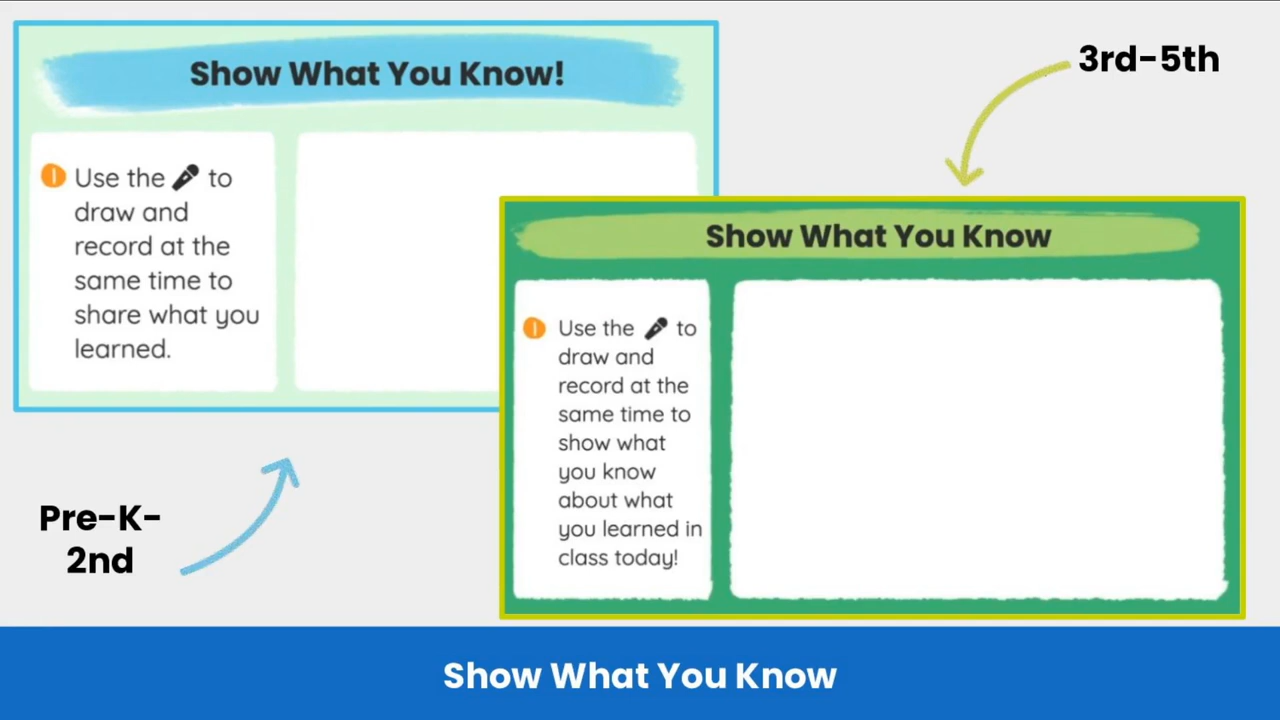 Show What You Know!
1 Use the to
draw and
record at the
same time to
share what you
learned.
3rd-5th
Show What You Know
1 Use the to
draw and
record at the
same time to
show what
you know
about what
you learned in
class today!
Pre-K-
2nd
Show What You Know